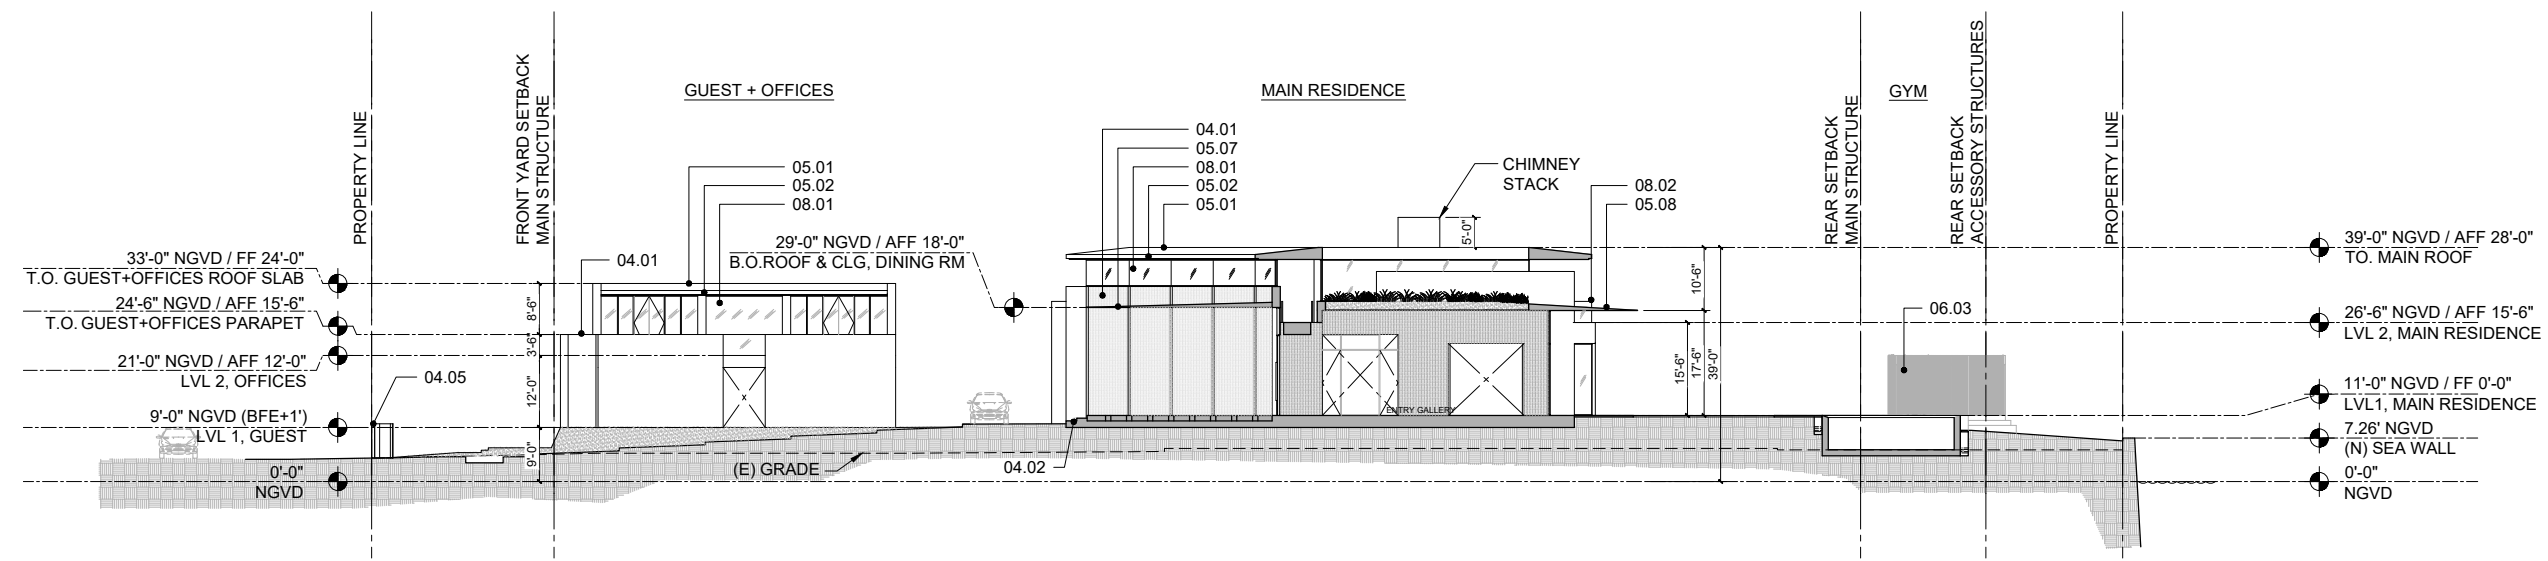 PROPERTY LINE
FRONT YARD SETBACK
MAIN STRUCTURE
GUEST + OFFICES
MAIN RESIDENCE
REAR SETBACK
MAIN STRUCTURE
GYM
REAR SETBACK
ACCESSORY STRUCTURES
PROPERTY LINE
33'-0" NGVD / FF 24'-0"
T.O. GUEST+OFFICES ROOF SLAB
24'-6" NGVD / AFF 15'-6"
T.O. GUEST+OFFICES PARAPET
21'-0" NGVD / AFF 12'-0"
LVL 2, OFFICES
9'-0" NGVD (BFE+1')
LVL 1, GUEST
0'-0"
NGVD
04.05
8'-6"
3'-6"
12'-0"
9'-0"
04.01
05.01
05.02
08.01
29'-0" NGVD / AFF 18'-0"
B.O.ROOF & CLG, DINING RM
(E) GRADE
04.02
04.01
05.07
08.01
05.02
05.01
CHIMNEY
STACK
5'-0"
08.02
05.08
ENTRY GALLERY
10'-6"
15'-6"
17'-6"
39'-0"
06.03
39'-0" NGVD / AFF 28'-0"
TO. MAIN ROOF
26'-6" NGVD / AFF 15'-6"
LVL 2, MAIN RESIDENCE
11'-0" NGVD / FF 0'-0"
LVL1, MAIN RESIDENCE
7.26' NGVD
(N) SEA WALL
0'-0"
NGVD